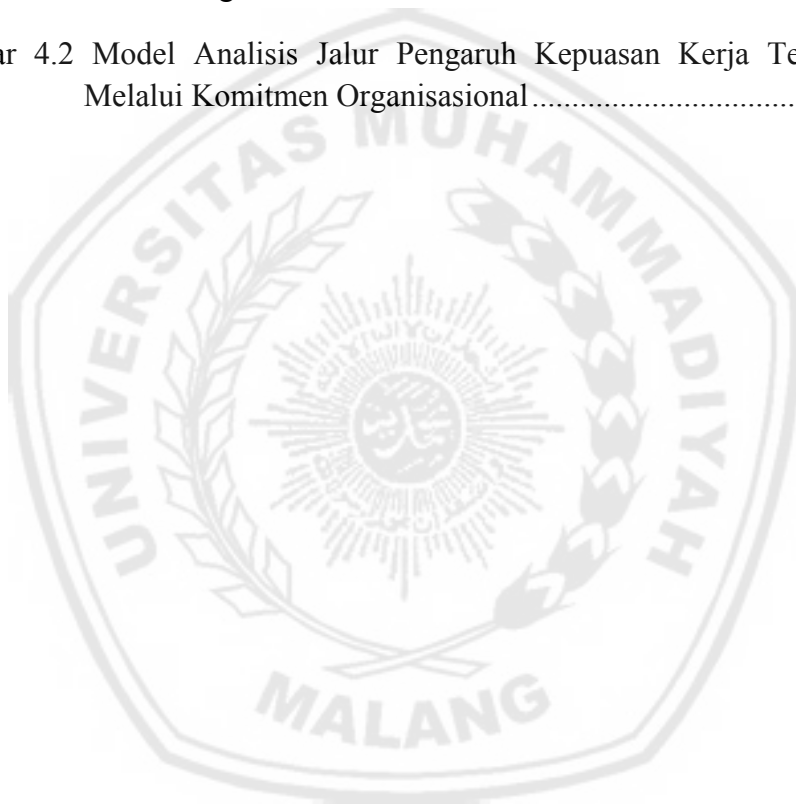 ar 4.2 Model Analisis Jalur Pengaruh Kepuasan Kerja Te
Melalui Komitmen Organisasional.................................
UNIVERSITAS MUHAMMADIYAH
MALANG